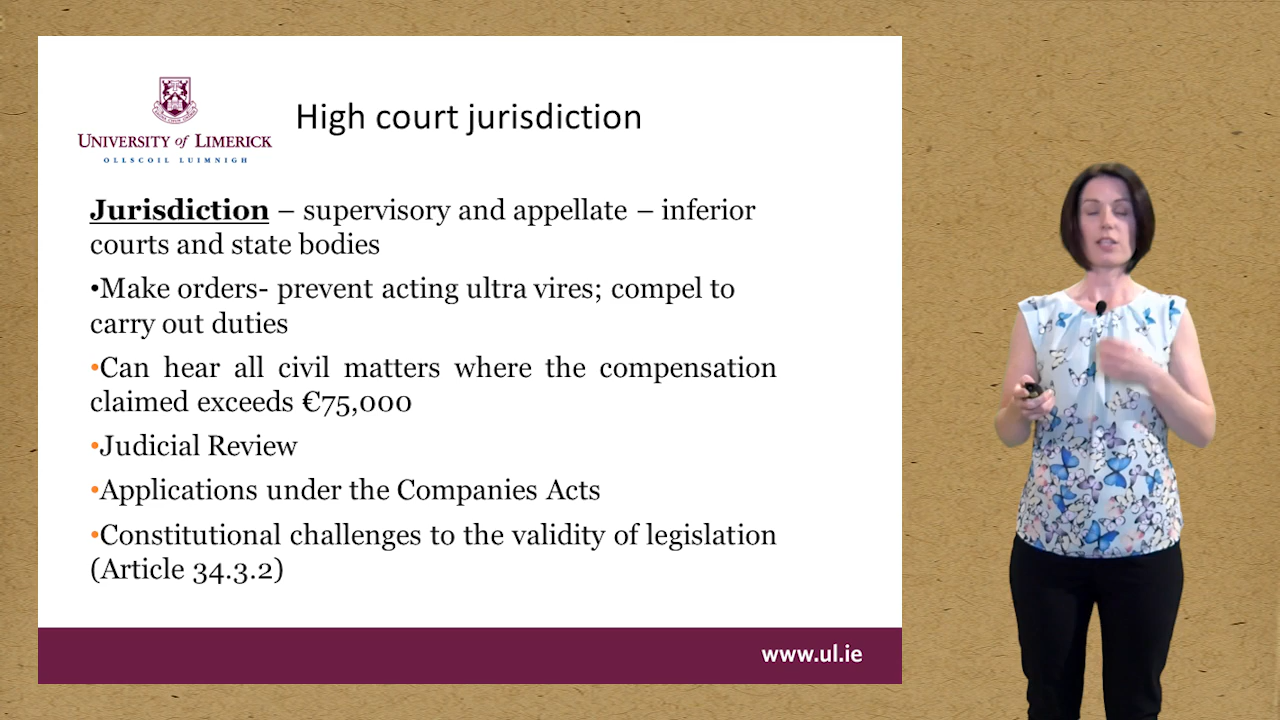 UNIVERSITY of LIMERICK
OLLSCOIL LUIMNIGH
High court jurisdiction
Jurisdiction – supervisory and appellate – inferior
courts and state bodies
•Make orders- prevent acting ultra vires; compel to
carry out duties
•Can hear all civil matters where the compensation
claimed exceeds €75,000
•Judicial Review
•Applications under the Companies Acts
•Constitutional challenges to the validity of legislation
(Article 34.3.2)
www.ul.ie